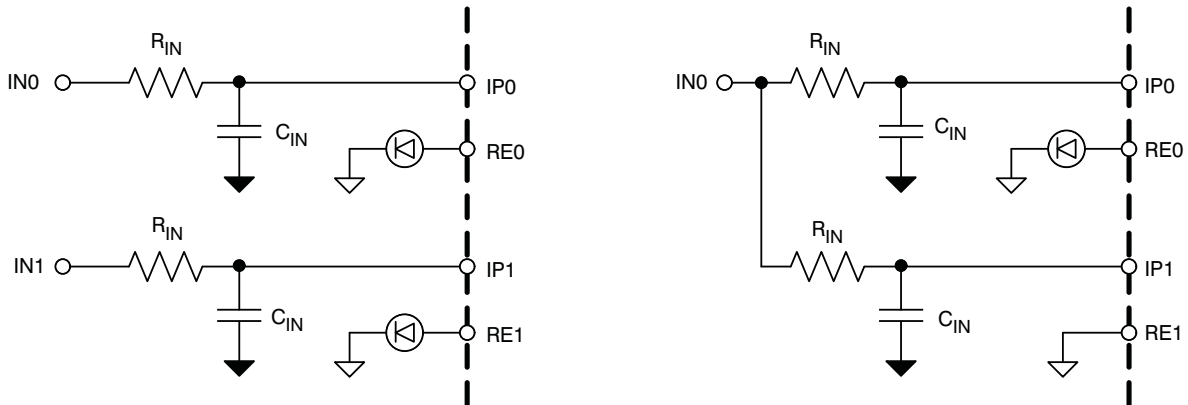 R_IN
IN0
IP0
C_IN
RE0
R_IN
IN1
IP1
C_IN
RE1
R_IN
IN0
IP0
C_IN
RE0
R_IN
IP1
C_IN
RE1